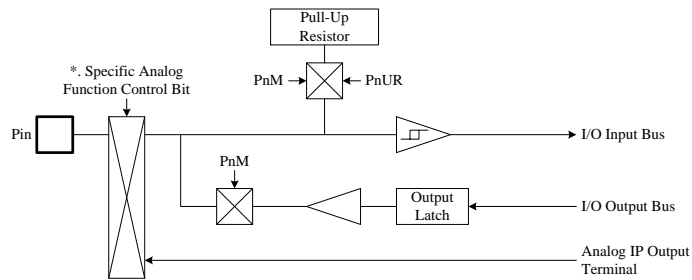 Pull-Up
Resistor
*. Specific Analog
Function Control Bit
PnM
PnUR
Pin
I/O Input Bus
PnM
Output
Latch
I/O Output Bus
Analog IP Output
Terminal